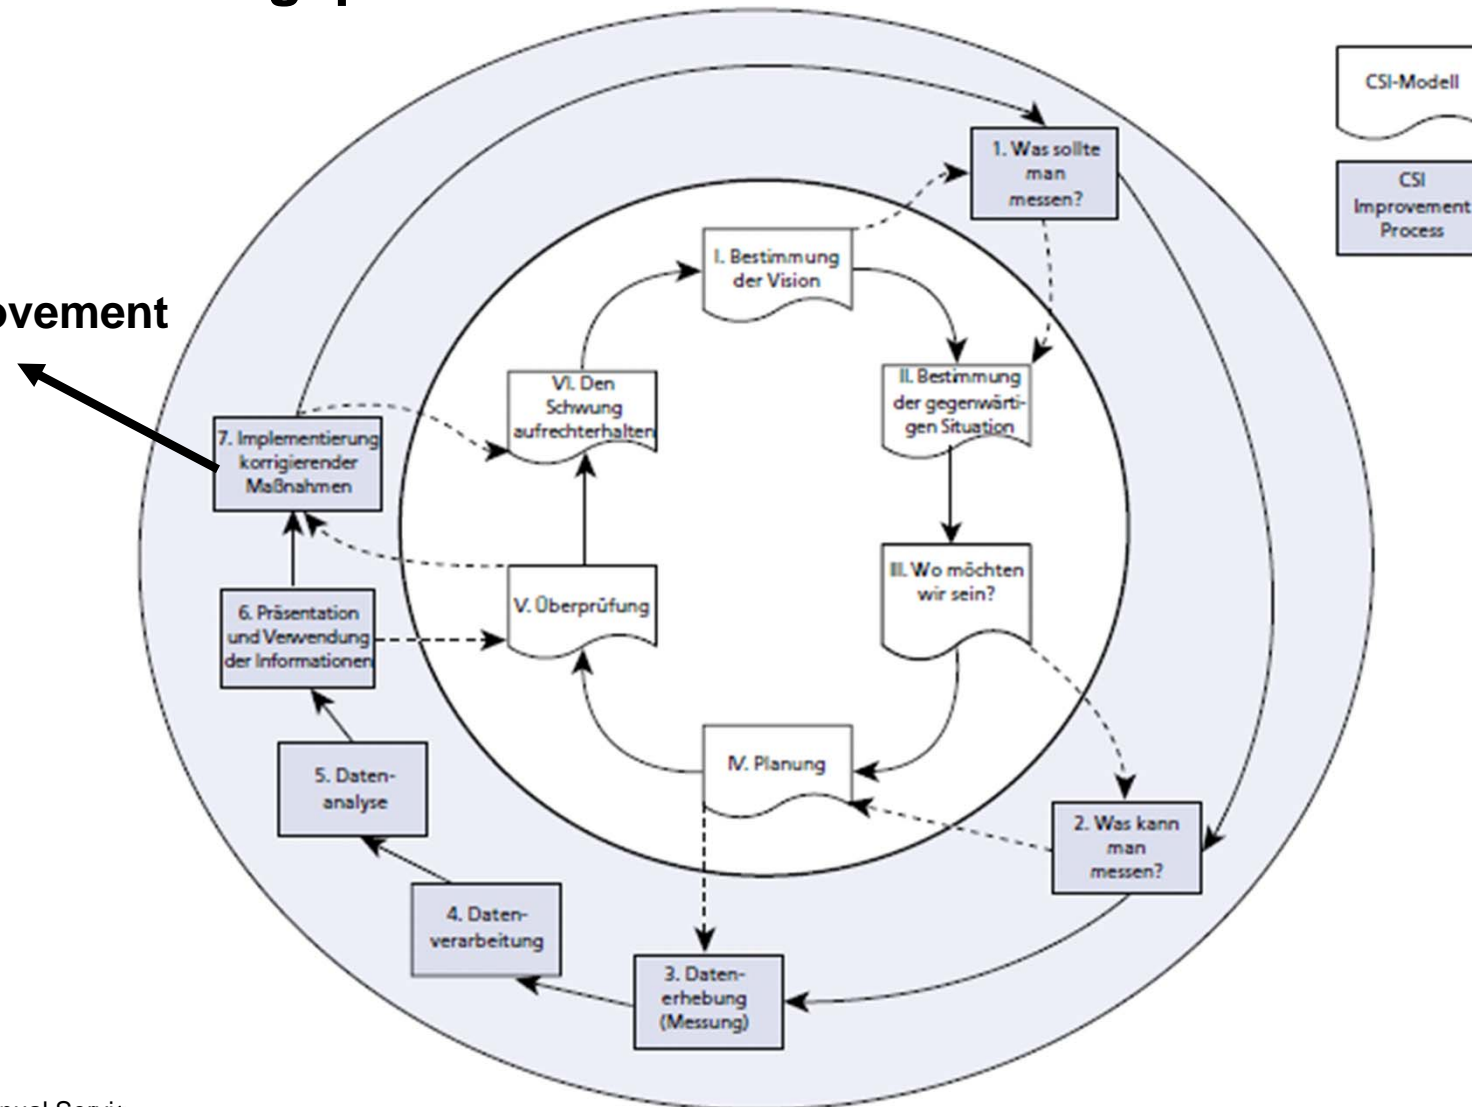 CSI-Modell
CSI
Improvement
Process
1. Was sollte
man
messen?
I. Bestimmung
der Vision
ovement
VI. Den
Schwung
aufrechterhalten
II. Bestimmung
der gegenwärti-
gen Situation
7. Implementierung
korrigierender
Maßnahmen
III. Wo möchten
wir sein?
V. Überprüfung
6. Präsentation
und Verwendung
der Informationen
IV. Planung
5. Daten-
analyse
2. Was kann
man
messen?
4. Daten-
verarbeitung
3. Daten-
erhebung
(Messung)